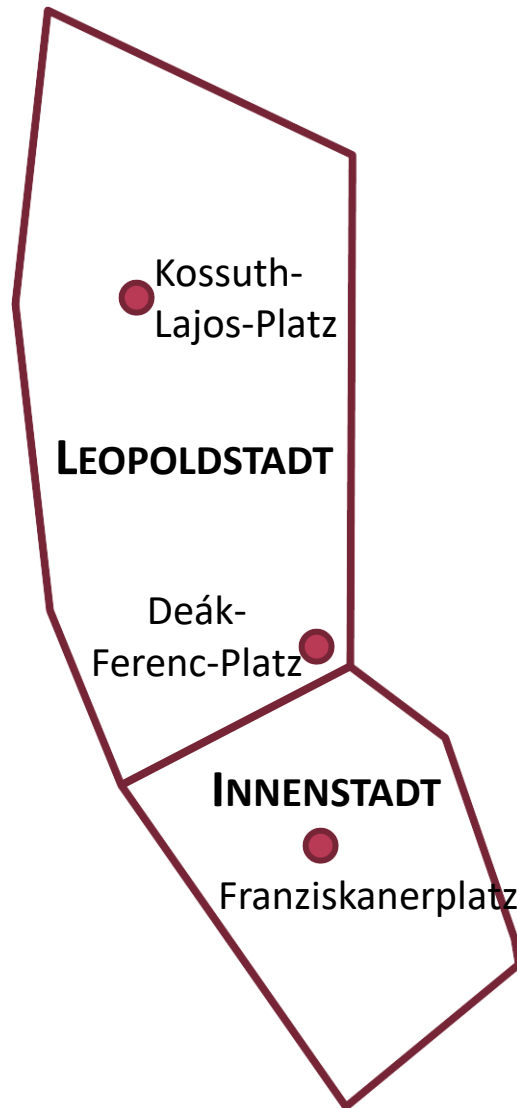 Kossuth-
Lajos-Platz
LEOPOLDSTADT
Deák-
Ferenc-Platz
INNENSTADT
Franziskanerplatz